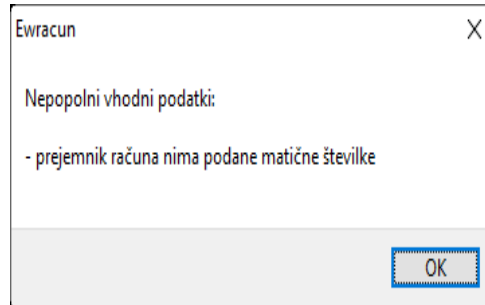 Ewracun
Nepopolni vhodni podatki:
- prejemnik računa nima podane matične številke
OK